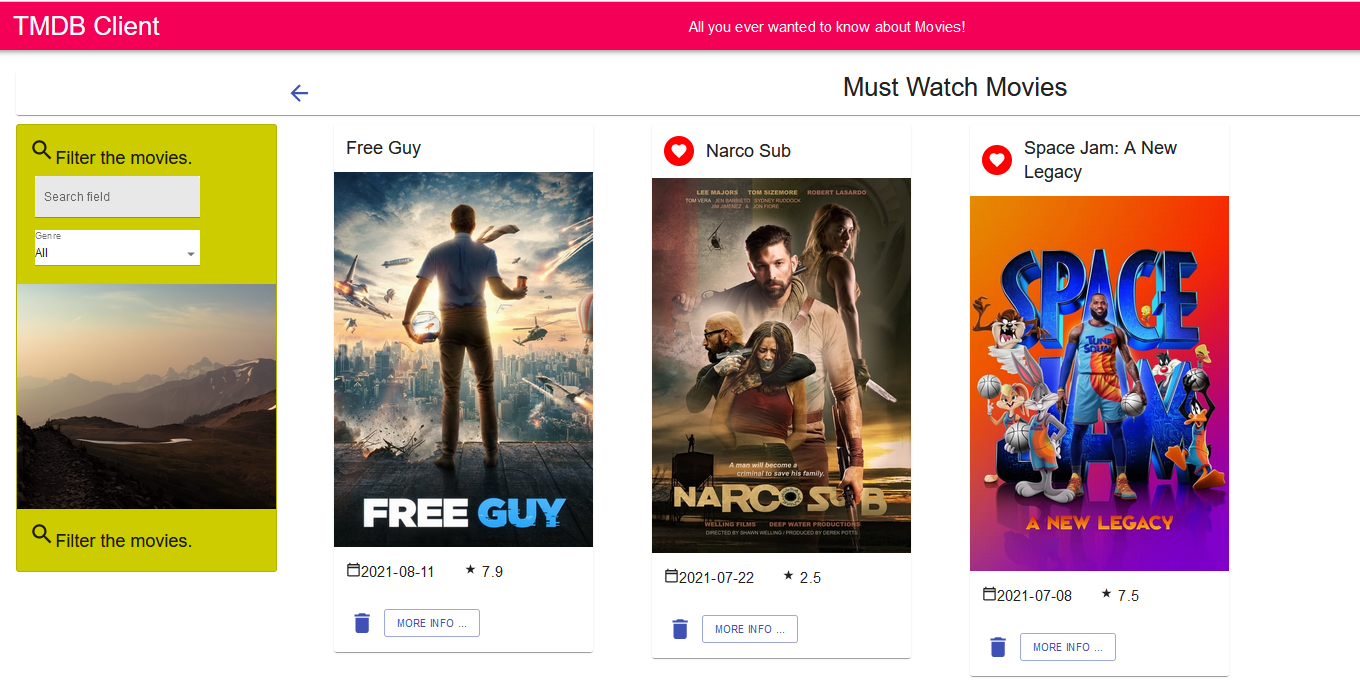 TMDB Client
All you ever wanted to know about Movies!
Must Watch Movies
Filter the movies.
Search field
Genre
All
Filter the movies.
Free Guy
FREE GUY
2021-08-11 ★ 7.9
MORE INFO ...
Narco Sub
LEE MAJORS TOM SIZEMORE ROBERT LASARDO
TOM VERA JEN BARBEITO SYDNEY RUDDOCK
JIM JIMENEZ & JON FIORE
A man will become a
criminal to save his family.
NARCO SUB
WELLING FILMS DEEP WATER PRODUCTIONS
DIRECTED BY SHAWN WELLING / PRODUCED BY DEREK POTTS
2021-07-22 ★ 2.5
MORE INFO ...
Space Jam: A New
Legacy
SPACE
TUNE
SQUAD
JAM
A NEW LEGACY
2021-07-08 ★ 7.5
MORE INFO ...